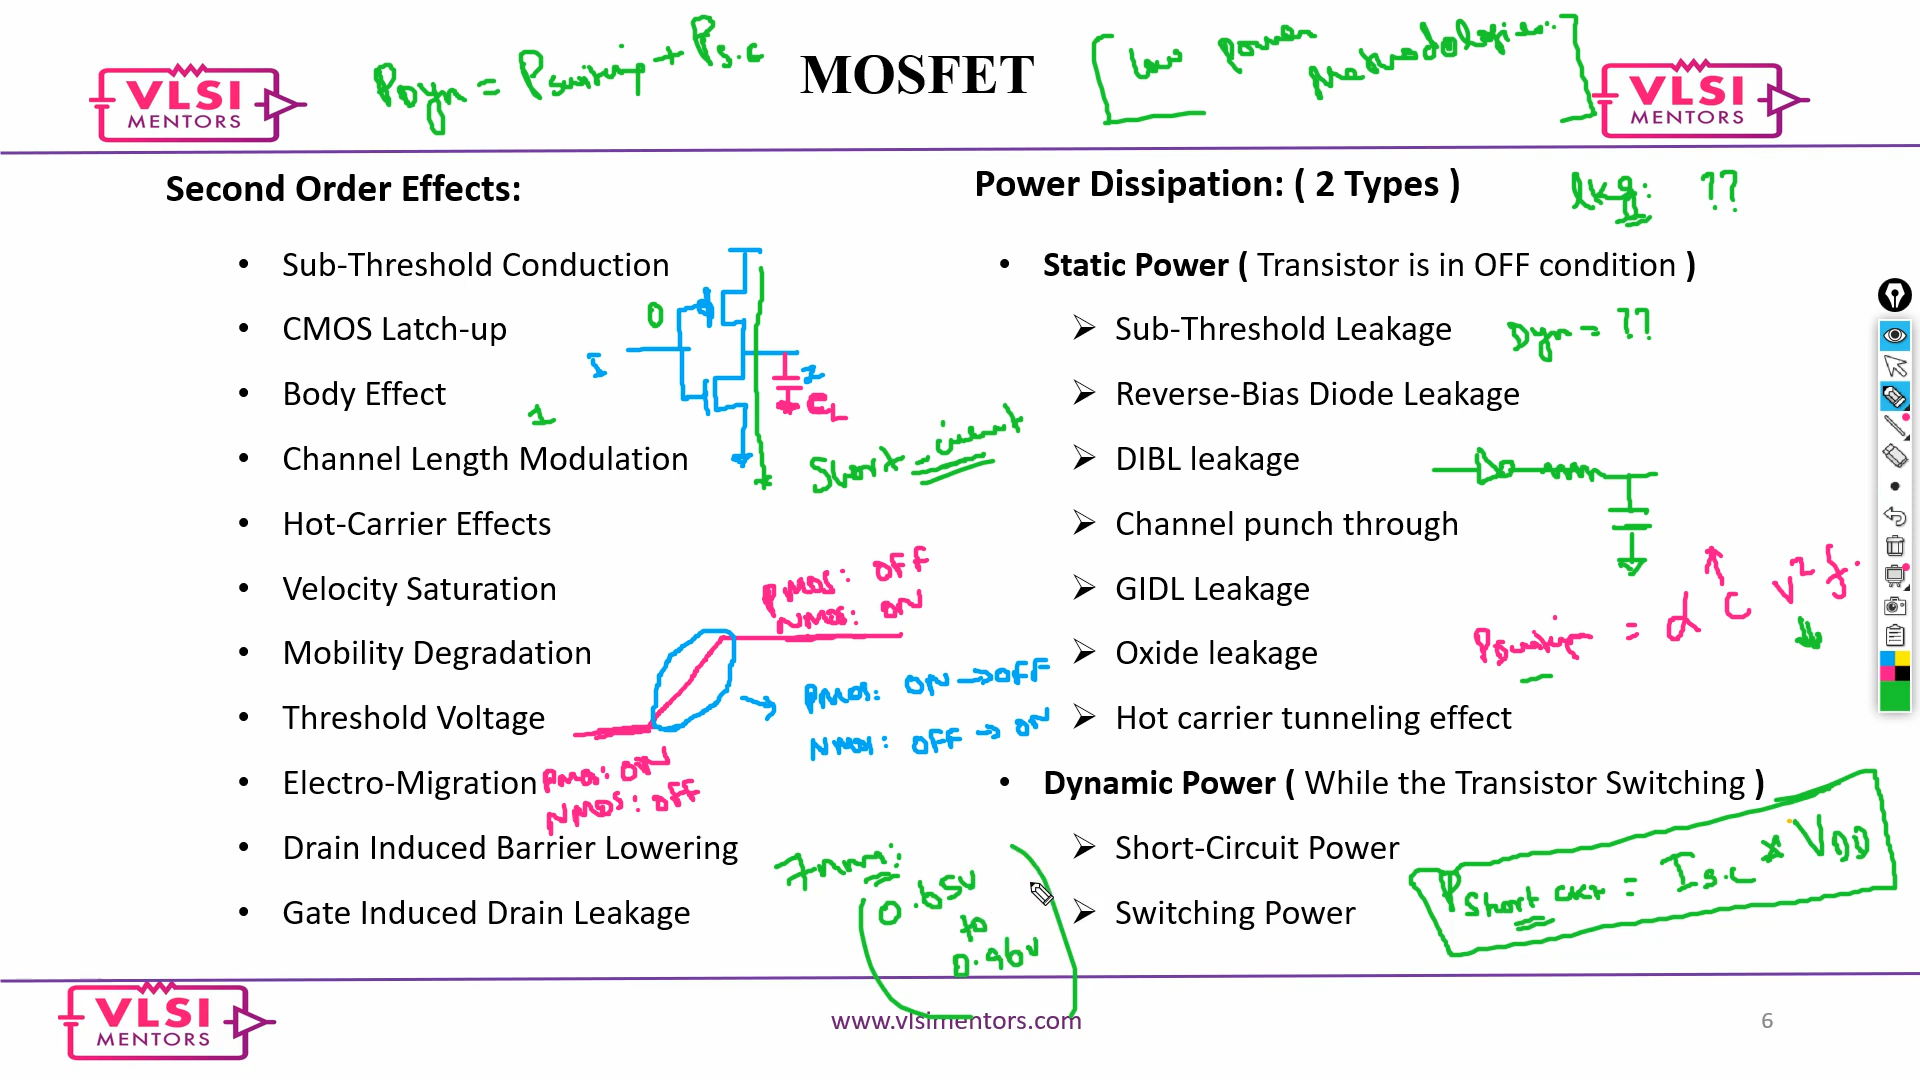 PDyn = Pswitching + Ps.c
MOSFET
low power methodologies..
VLSI
MENTORS
VLSI
MENTORS
Second Order Effects:
• Sub-Threshold Conduction
• CMOS Latch-up
• Body Effect
• Channel Length Modulation
• Hot-Carrier Effects
• Velocity Saturation
• Mobility Degradation
• Threshold Voltage
• Electro-Migration
• Drain Induced Barrier Lowering
• Gate Induced Drain Leakage
0
I
1
CL
Short-circuit
PMOS: OFF
NMOS: ON
PMOS: ON → OFF
NMOS: OFF → ON
PMOS: ON
NMOS: OFF
7nm:
0.65V
to
0.96V
Power Dissipation: ( 2 Types )
lkg: ??
• Static Power ( Transistor is in OFF condition )
➢ Sub-Threshold Leakage
Dyn = ??
➢ Reverse-Bias Diode Leakage
➢ DIBL leakage
➢ Channel punch through
➢ GIDL Leakage
➢ Oxide leakage
➢ Hot carrier tunneling effect
Pswitching = α C V² f.
• Dynamic Power ( While the Transistor Switching )
➢ Short-Circuit Power
➢ Switching Power
PShort CKT = Is.c * VDD
VLSI
MENTORS
www.vlsimentors.com
6